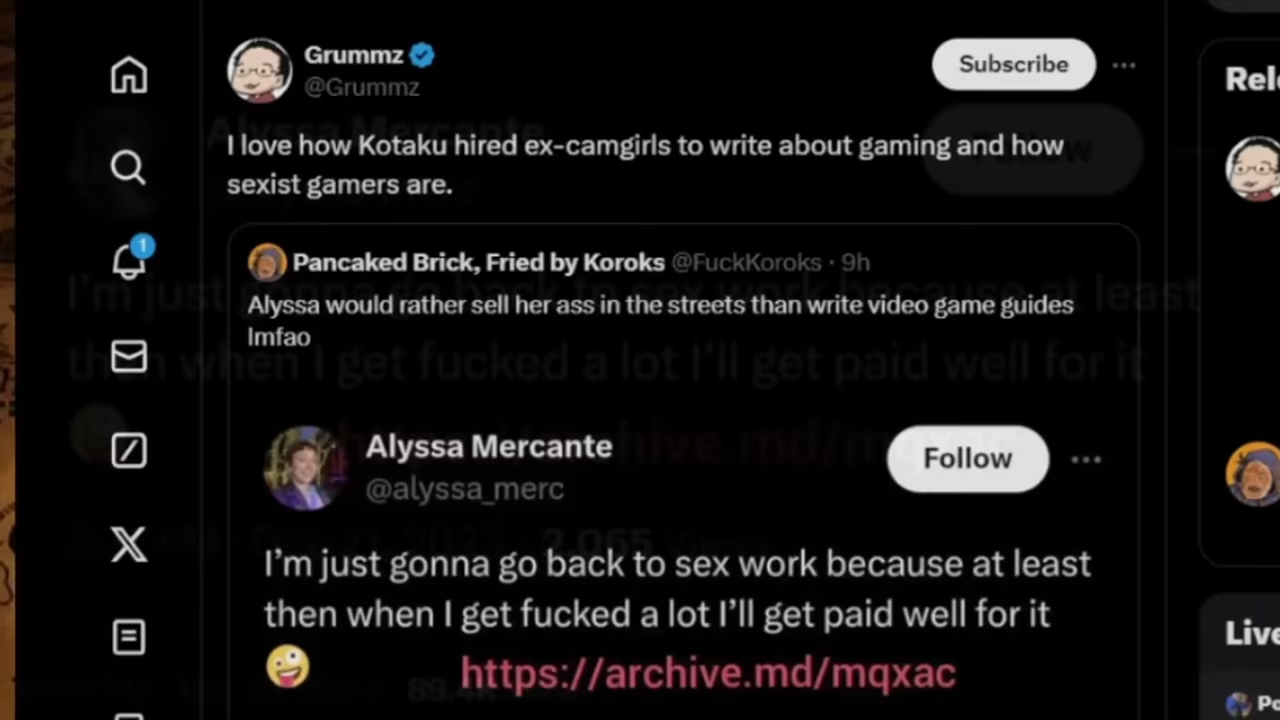 Grummz
@Grummz
Subscribe
I love how Kotaku hired ex-camgirls to write about gaming and how
sexist gamers are.
Pancaked Brick, Fried by Koroks @FuckKoroks · 9h
Alyssa would rather sell her ass in the streets than write video game guides
lmfao
Alyssa Mercante
@alyssa_merc
Follow
I'm just gonna go back to sex work because at least
then when I get fucked a lot I'll get paid well for it
https://archive.md/mqxac
1
Rele
Live
Po